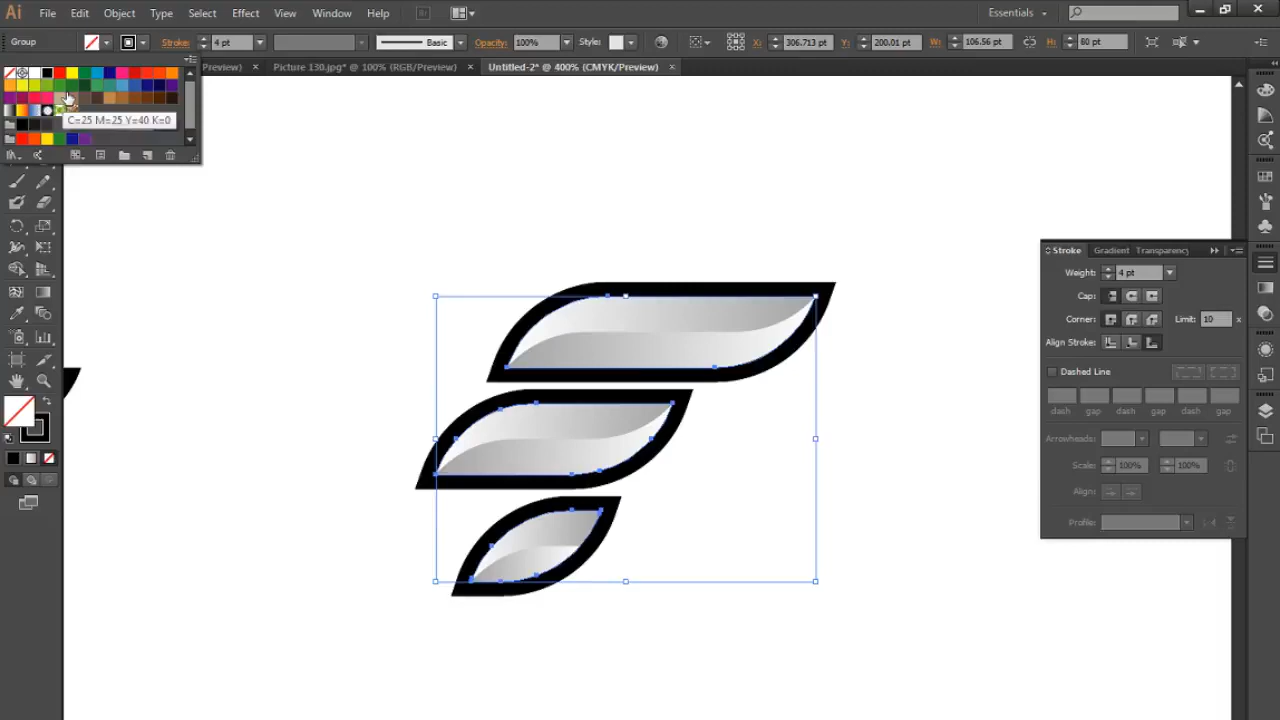 Ai File Edit Object Type Select Effect View Window Help Br Essentials
Group Stroke: 4 pt Basic Opacity: 100% Style: X: 306.713 pt Y: 200.01 pt W: 106.56 pt H: 80 pt
Preview) × Picture 130.jpg* @ 100% (RGB/Preview) × Untitled-2* @ 400% (CMYK/Preview) ×
C=25 M=25 Y=40 K=0
Stroke Gradient Transparency
Weight: 4 pt
Cap:
Corner: Limit: 10 x
Align Stroke:
Dashed Line
dash gap dash gap dash gap
Arrowheads:
Scale: 100% 100%
Align:
Profile: